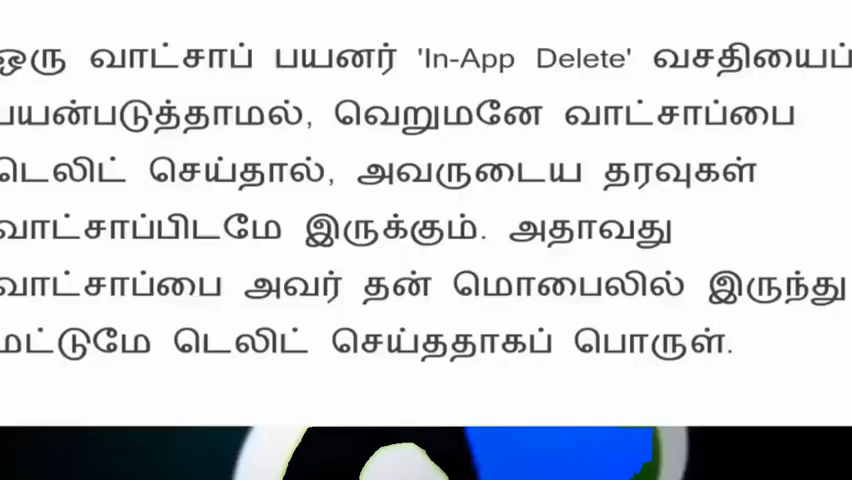 ஒரு வாட்சாப் பயனர் 'In-App Delete' வசதியைப்
பயன்படுத்தாமல், வெறுமனே வாட்சாப்பை
டெலிட் செய்தால், அவருடைய தரவுகள்
வாட்சாப்பிடமே இருக்கும். அதாவது
வாட்சாப்பை அவர் தன் மொபைலில் இருந்து
மட்டுமே டெலிட் செய்ததாகப் பொருள்.